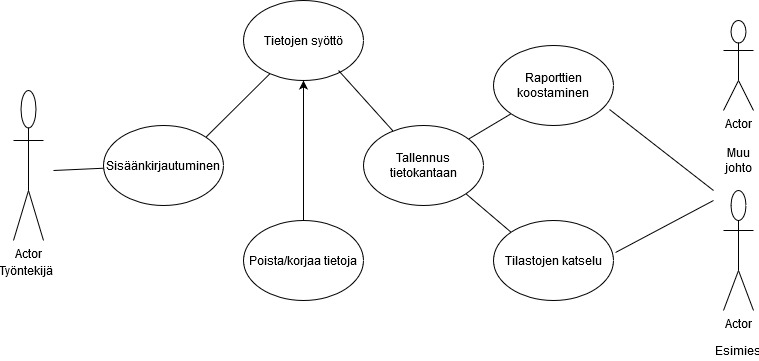 Tietojen syöttö
Raporttien
koostaminen
Actor
Muu
johto
Sisäänkirjautuminen
Tallennus
tietokantaan
Actor
Työntekijä
Poista/korjaa tietoja
Tilastojen katselu
Actor
Esimies